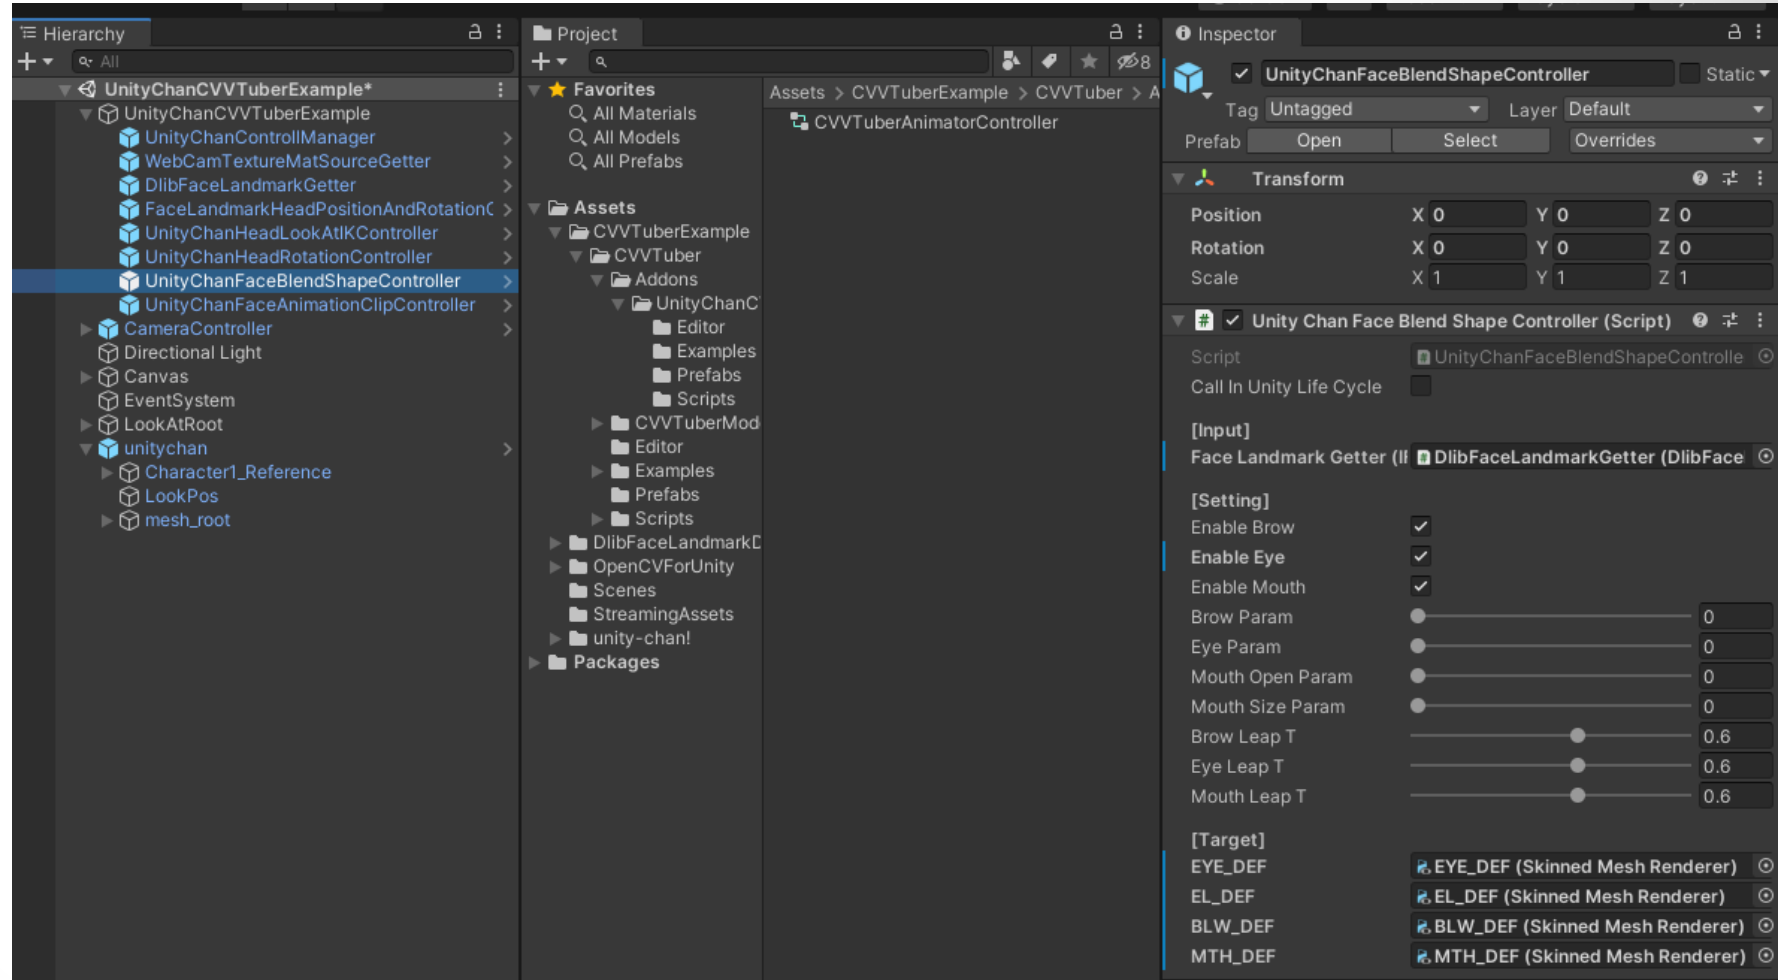 Hierarchy
All
UnityChanCVVTuberExample*
UnityChanCVVTuberExample
UnityChanControllManager
WebCamTextureMatSourceGetter
DlibFaceLandmarkGetter
FaceLandmarkHeadPositionAndRotation
UnityChanHeadLookAtIKController
UnityChanHeadRotationController
UnityChanFaceBlendShapeController
UnityChanFaceAnimationClipController
CameraController
Directional Light
Canvas
EventSystem
LookAtRoot
unitychan
Character1_Reference
LookPos
mesh_root
Project
8
Favorites
All Materials
All Models
All Prefabs
Assets
CVVTuberExample
CVVTuber
Addons
UnityChanC
Editor
Examples
Prefabs
Scripts
CVVTuberMod
Editor
Examples
Prefabs
Scripts
DlibFaceLandmarkD
OpenCVForUnity
Scenes
StreamingAssets
unity-chan!
Packages
Assets > CVVTuberExample > CVVTuber > A
CVVTuberAnimatorController
Inspector
UnityChanFaceBlendShapeController Static
Tag Untagged Layer Default
Prefab Open Select Overrides
Transform
Position X 0 Y 0 Z 0
Rotation X 0 Y 0 Z 0
Scale X 1 Y 1 Z 1
# Unity Chan Face Blend Shape Controller (Script)
Script UnityChanFaceBlendShapeControlle
Call In Unity Life Cycle
[Input]
Face Landmark Getter (IF DlibFaceLandmarkGetter (DlibFace
[Setting]
Enable Brow
Enable Eye
Enable Mouth
Brow Param 0
Eye Param 0
Mouth Open Param 0
Mouth Size Param 0
Brow Leap T 0.6
Eye Leap T 0.6
Mouth Leap T 0.6
[Target]
EYE_DEF EYE_DEF (Skinned Mesh Renderer)
EL_DEF EL_DEF (Skinned Mesh Renderer)
BLW_DEF BLW_DEF (Skinned Mesh Renderer)
MTH_DEF MTH_DEF (Skinned Mesh Renderer)